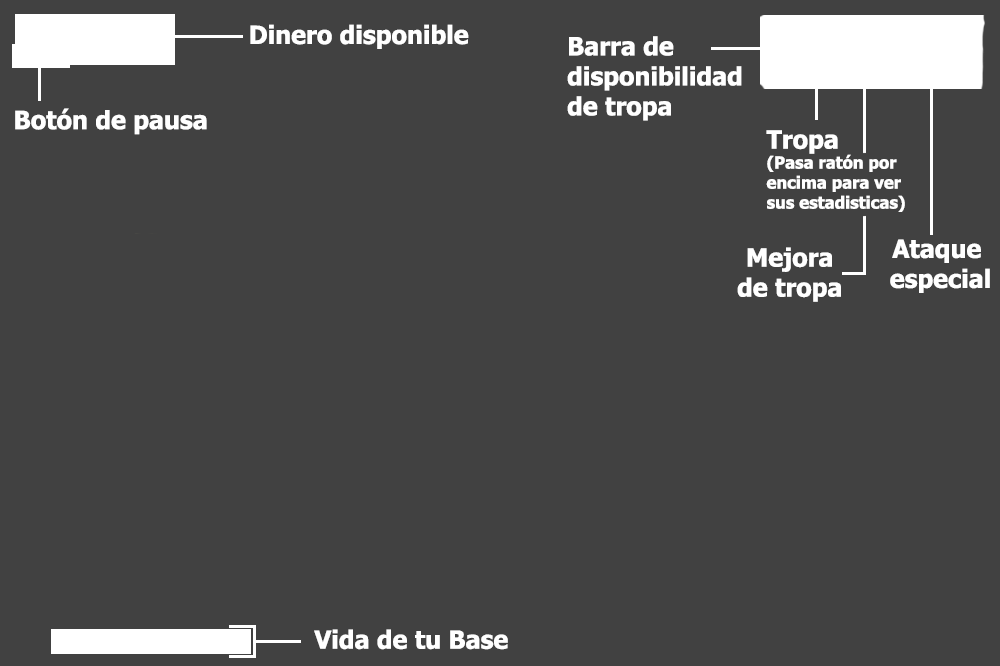 Dinero disponible
Botón de pausa
Barra de
disponibilidad
de tropa
Tropa
(Pasa ratón por
encima para ver
sus estadisticas)
Mejora
de tropa
Ataque
especial
Vida de tu Base